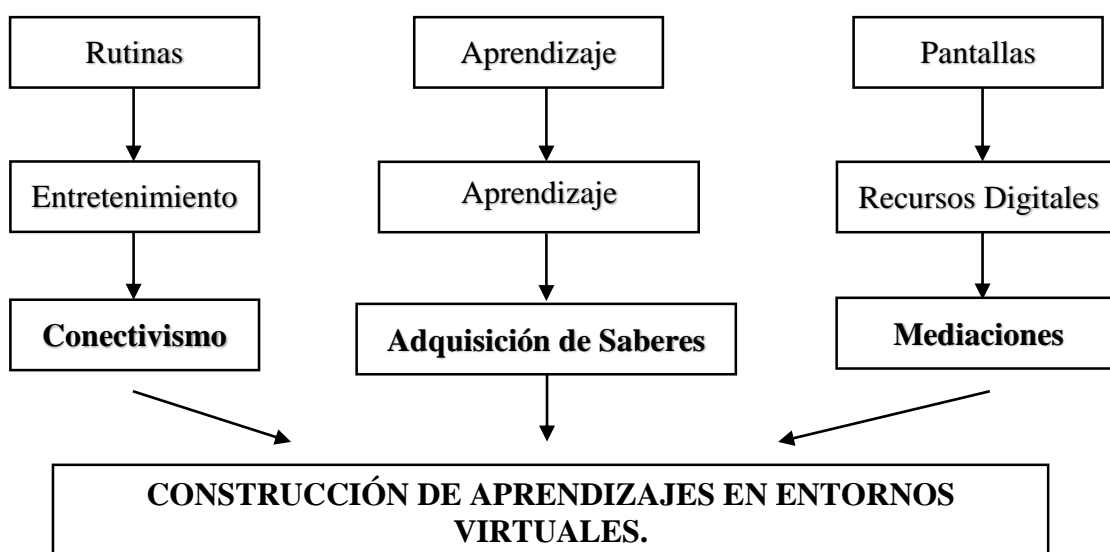 Rutinas
Aprendizaje
Pantallas
Entretenimiento
Aprendizaje
Recursos Digitales
Conectivismo
Adquisición de Saberes
Mediaciones
CONSTRUCCIÓN DE APRENDIZAJES EN ENTORNOS
VIRTUALES.